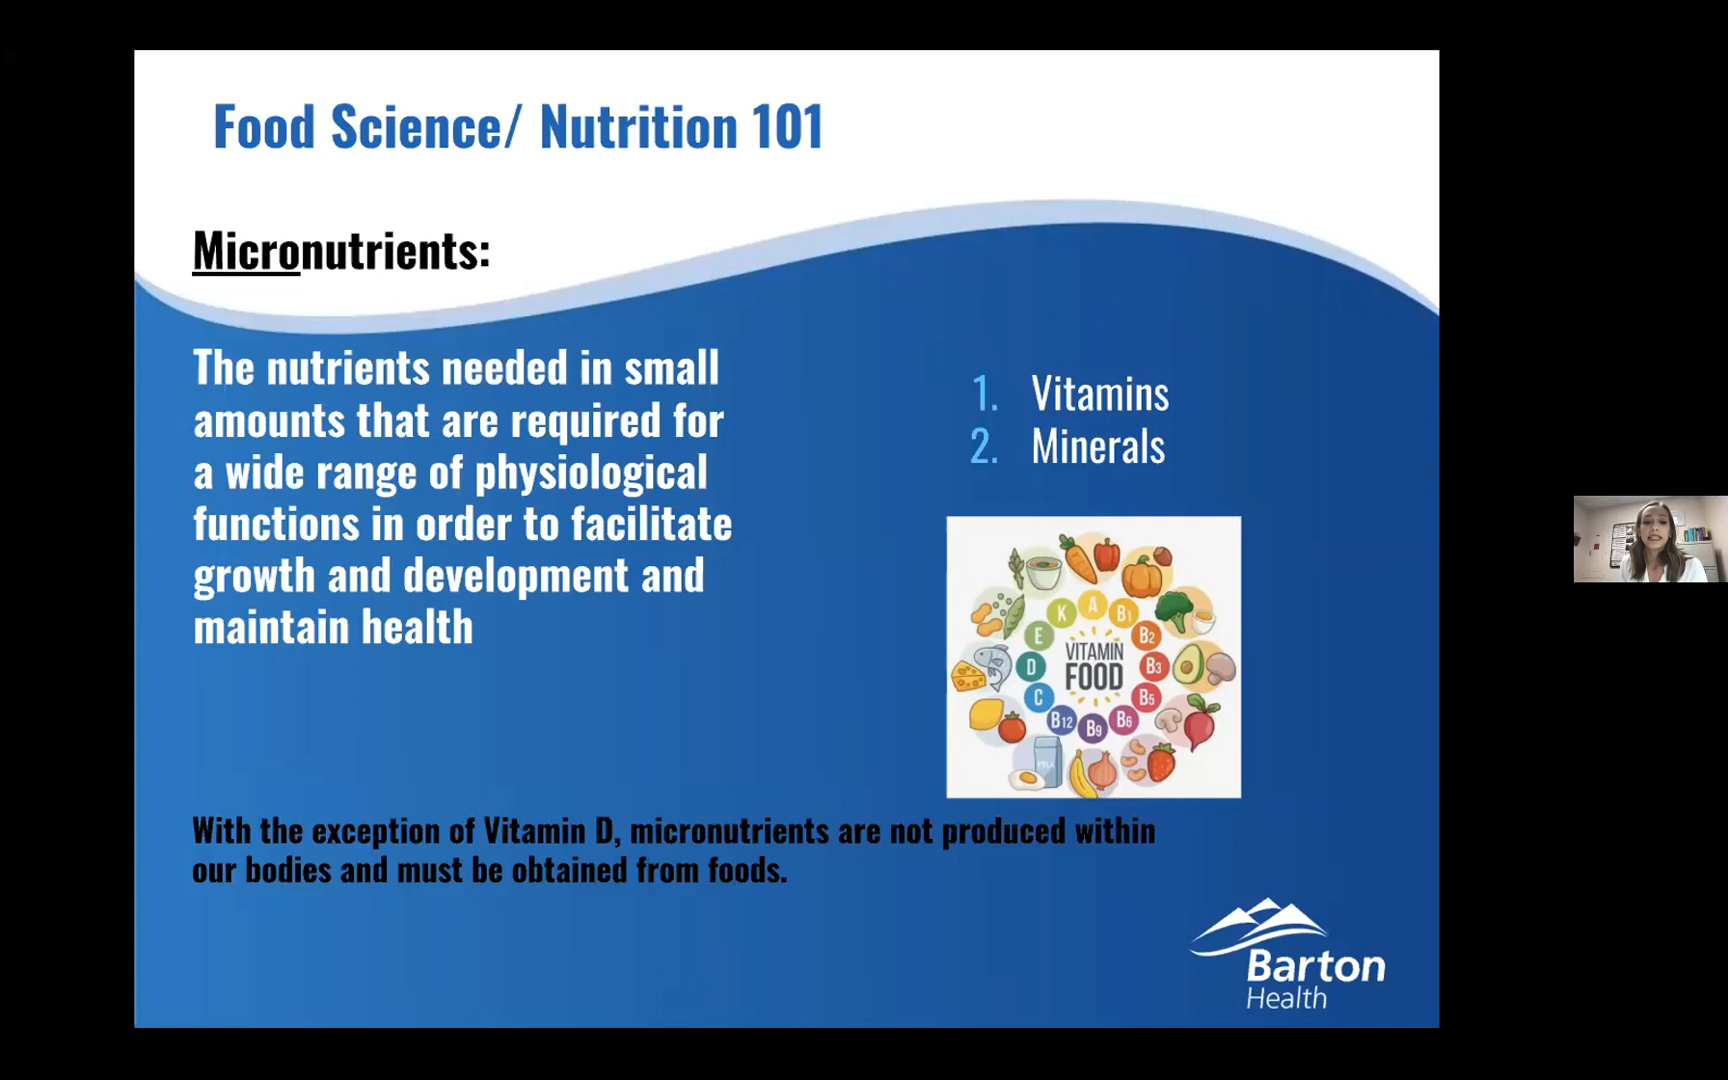 Food Science/ Nutrition 101
Micronutrients:
The nutrients needed in small
amounts that are required for
a wide range of physiological
functions in order to facilitate
growth and development and
maintain health
1. Vitamins
2. Minerals
K
A
B1
E
B2
D
VITAMIN
FOOD
B3
C
B5
B12
B9
B6
MILK
With the exception of Vitamin D, micronutrients are not produced within
our bodies and must be obtained from foods.
Barton
Health